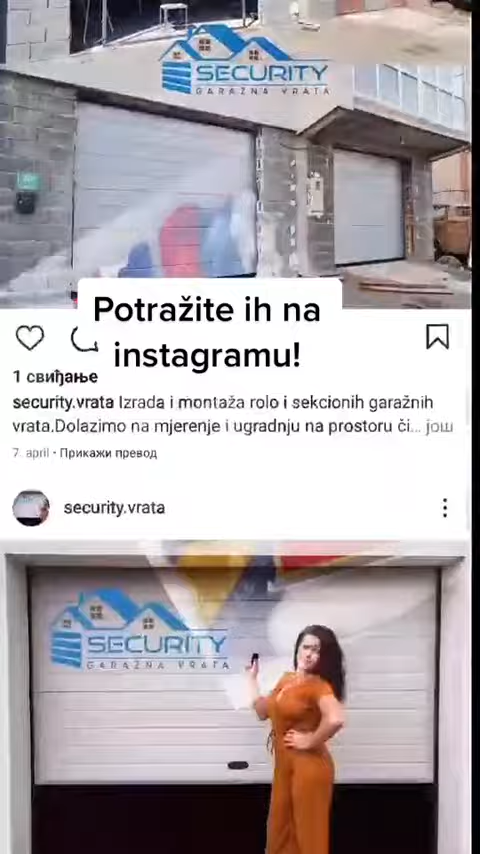 SECURITY
GARAŽNA VRATA
Potražite ih na
instagramu!
1 свиђање
security.vrata Izrada i montaža rolo i sekcionih garažnih
vrata.Dolazimo na mjerenje i ugradnju na prostoru či... још
7. april • Прикажи превод
security.vrata
SECURITY
GARAŽNA VRATA